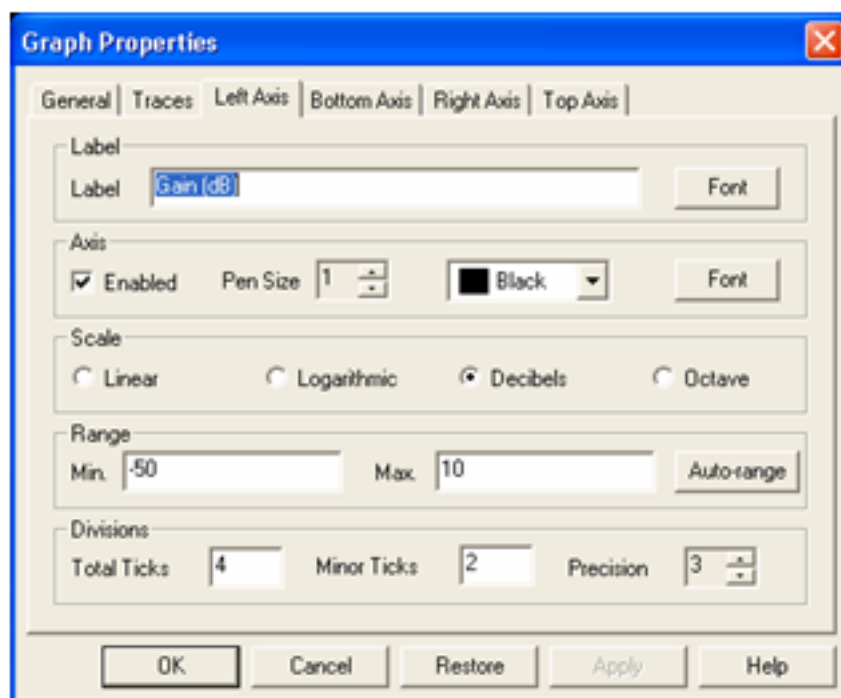 Graph Properties
General Traces Left Axis Bottom Axis Right Axis Top Axis
Label
Label Gain (dB) Font
Axis
Enabled Pen Size 1 Black Font
Scale
Linear Logarithmic Decibels Octave
Range
Min. -50 Max. 10 Auto-range
Divisions
Total Ticks 4 Minor Ticks 2 Precision 3
OK Cancel Restore Apply Help